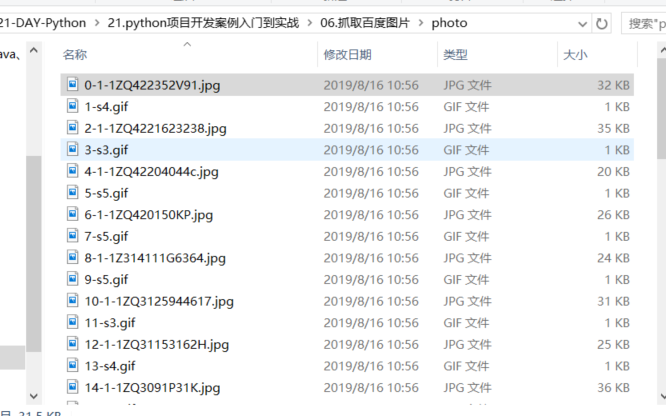 21-DAY-Python > 21.python项目开发案例入门到实战 > 06.抓取百度图片 > photo 搜索"p
ava、
名称 修改日期 类型 大小
0-1-1ZQ422352V91.jpg 2019/8/16 10:56 JPG 文件 32 KB
1-s4.gif 2019/8/16 10:56 GIF 文件 1 KB
2-1-1ZQ4221623238.jpg 2019/8/16 10:56 JPG 文件 35 KB
3-s3.gif 2019/8/16 10:56 GIF 文件 1 KB
4-1-1ZQ42204044c.jpg 2019/8/16 10:56 JPG 文件 20 KB
5-s5.gif 2019/8/16 10:56 GIF 文件 1 KB
6-1-1ZQ420150KP.jpg 2019/8/16 10:56 JPG 文件 26 KB
7-s5.gif 2019/8/16 10:56 GIF 文件 1 KB
8-1-1Z314111G6364.jpg 2019/8/16 10:56 JPG 文件 24 KB
9-s5.gif 2019/8/16 10:56 GIF 文件 1 KB
10-1-1ZQ3125944617.jpg 2019/8/16 10:56 JPG 文件 31 KB
11-s3.gif 2019/8/16 10:56 GIF 文件 1 KB
12-1-1ZQ31153162H.jpg 2019/8/16 10:56 JPG 文件 25 KB
13-s4.gif 2019/8/16 10:56 GIF 文件 1 KB
14-1-1ZQ3091P31K.jpg 2019/8/16 10:56 JPG 文件 36 KB
31.5 KB